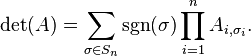 det(A) = ∑_{σ∈S_n} sgn(σ) ∏_{i=1}^{n} A_{i,σ_i}.